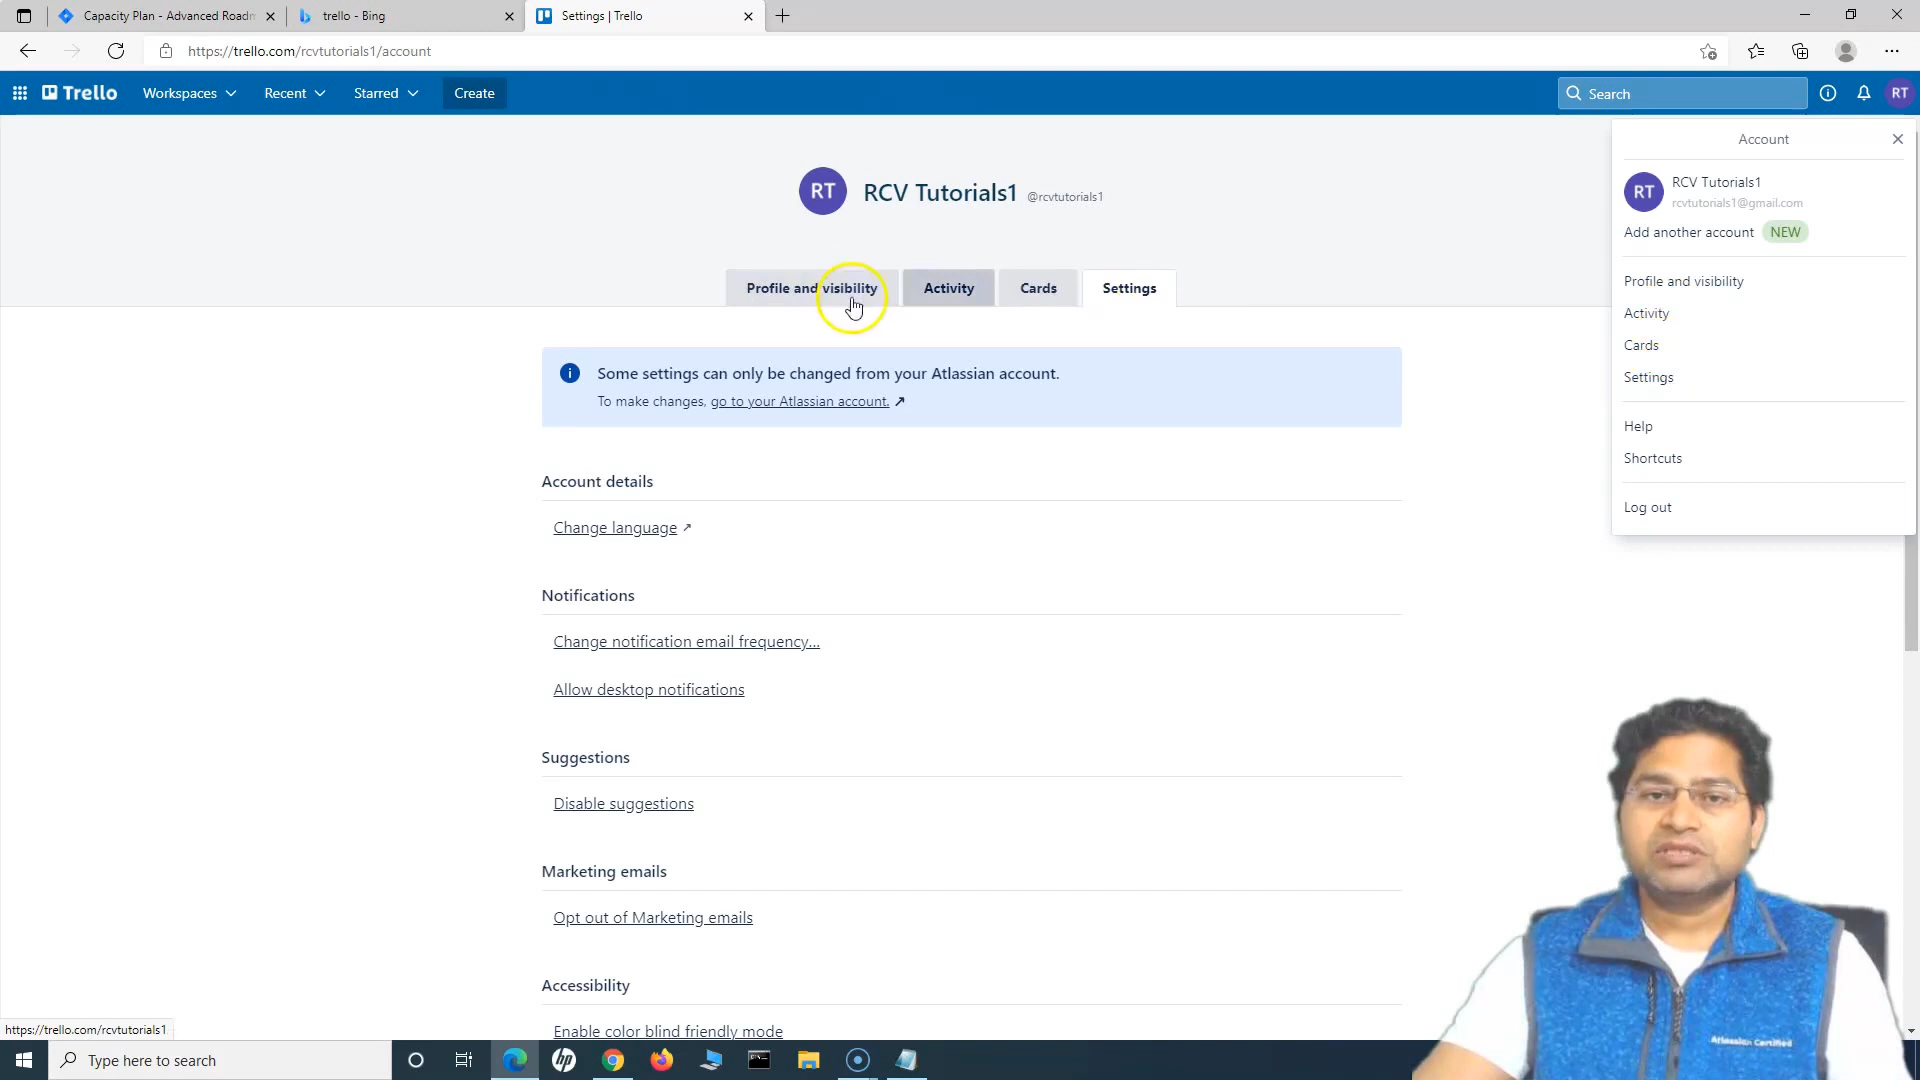 Capacity Plan - Advanced Roadm
trello - Bing
Settings | Trello
https://trello.com/rcvtutorials1/account
Trello
Workspaces
Recent
Starred
Create
Search
RT
Account
RT
RCV Tutorials1
rcvtutorials1@gmail.com
Add another account NEW
Profile and visibility
Activity
Cards
Settings
Help
Shortcuts
Log out
RT
RCV Tutorials1 @rcvtutorials1
Profile and visibility
Activity
Cards
Settings
Some settings can only be changed from your Atlassian account.
To make changes, go to your Atlassian account.
Account details
Change language
Notifications
Change notification email frequency...
Allow desktop notifications
Suggestions
Disable suggestions
Marketing emails
Opt out of Marketing emails
Accessibility
Enable color blind friendly mode
Atlassian Certified
https://trello.com/rcvtutorials1
Type here to search
hp